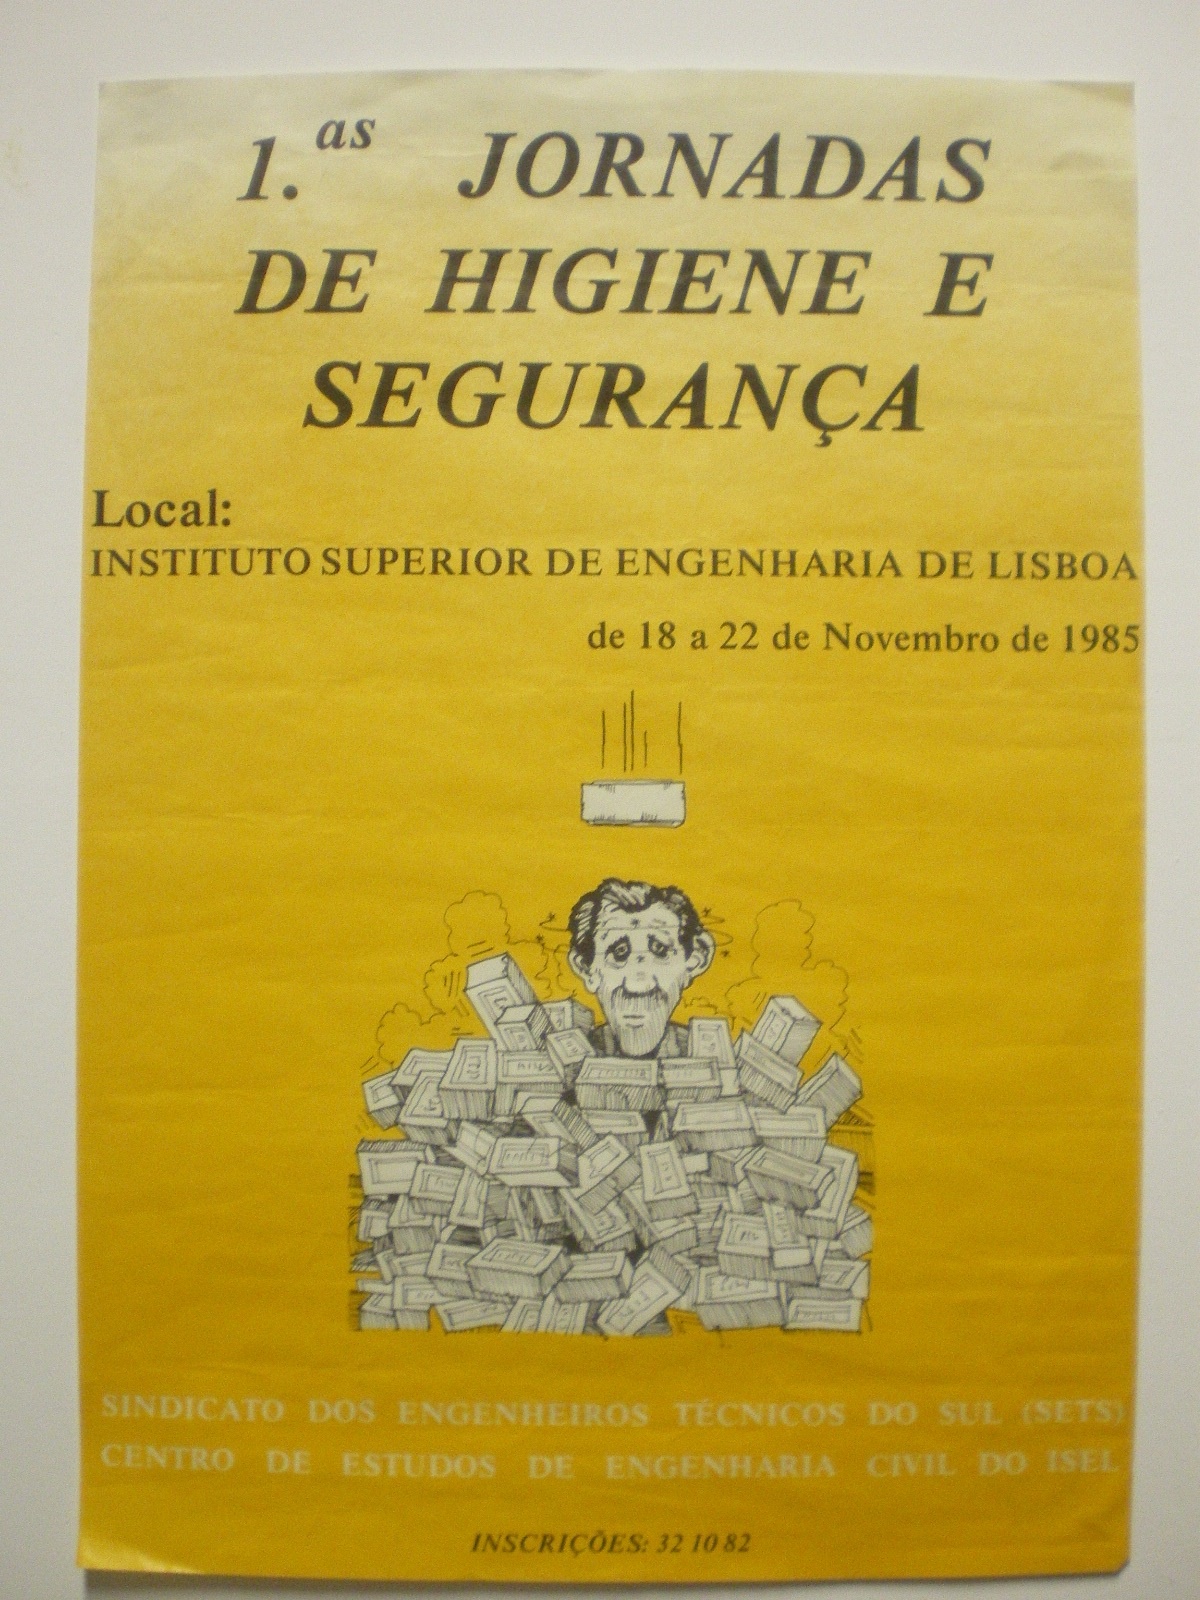 1.as JORNADAS
DE HIGIENE E
SEGURANÇA
Local:
INSTITUTO SUPERIOR DE ENGENHARIA DE LISBOA
de 18 a 22 de Novembro de 1985
SINDICATO DOS ENGENHEIROS TÉCNICOS DO SUL (SETS)
CENTRO DE ESTUDOS DE ENGENHARIA CIVIL DO ISEL
INSCRIÇÕES: 32 10 82